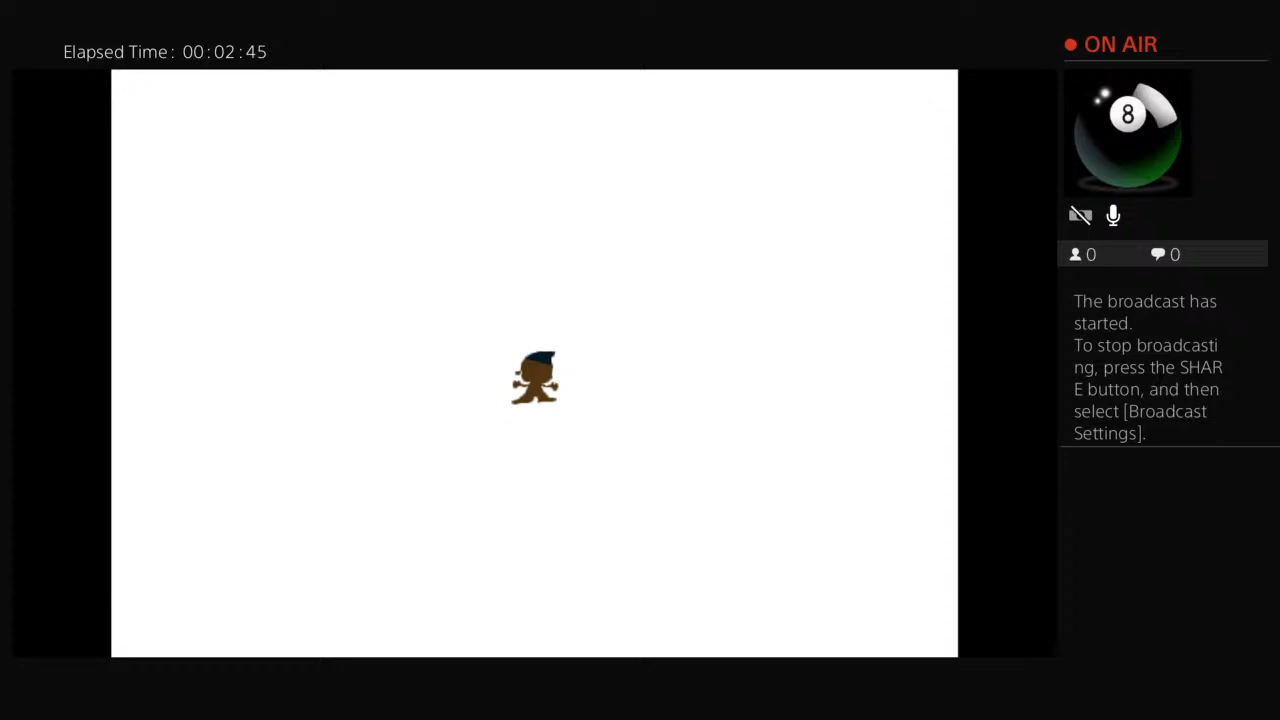 Elapsed Time: 00:02:45
ON AIR
8
0 0
The broadcast has
started.
To stop broadcasti
ng, press the SHAR
E button, and then
select [Broadcast
Settings].